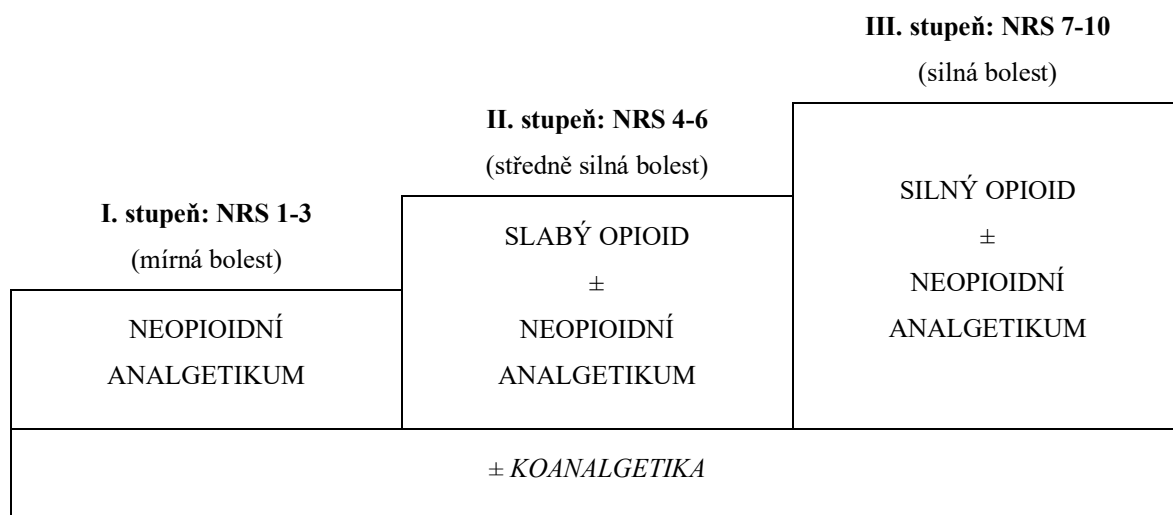 III. stupeň: NRS 7-10
(silná bolest)
II. stupeň: NRS 4-6
(středně silná bolest)
I. stupeň: NRS 1-3
(mírná bolest)
NEOPIOIDNÍ
ANALGETIKUM
SLABÝ OPIOID
±
NEOPIOIDNÍ
ANALGETIKUM
SILNÝ OPIOID
±
NEOPIOIDNÍ
ANALGETIKUM
± KOANALGETIKA